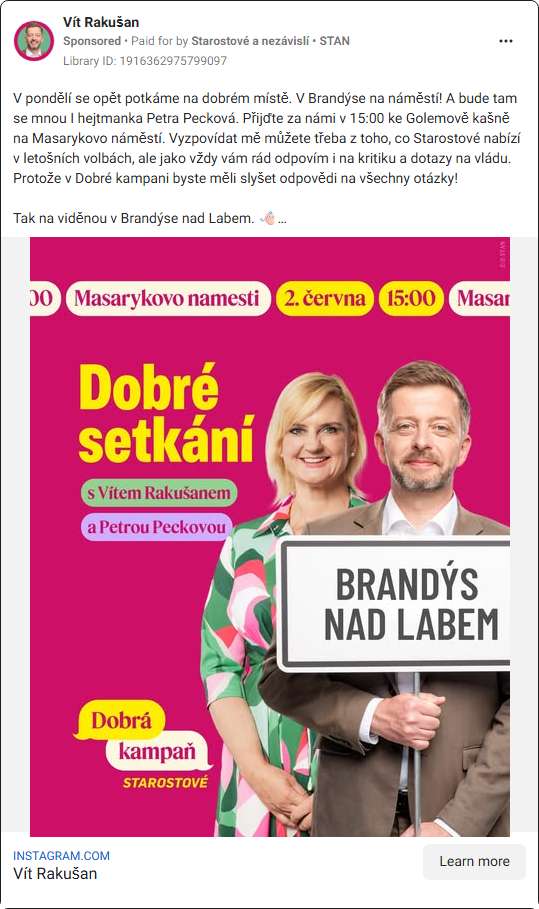 Vít Rakušan
Sponsored • Paid for by Starostové a nezávislí • STAN
Library ID: 1916362975799097
V pondělí se opět potkáme na dobrém místě. V Brandýse na náměstí! A bude tam
se mnou I hejtmanka Petra Pecková. Přijďte za námi v 15:00 ke Golemově kašně
na Masarykovo náměstí. Vyzpovídat mě můžete třeba z toho, co Starostové nabízí
v letošních volbách, ale jako vždy vám rád odpovím i na kritiku a dotazy na vládu.
Protože v Dobré kampani byste měli slyšet odpovědi na všechny otázky!
Tak na viděnou v Brandýse nad Labem. 👋🏻...
:00 Masarykovo namesti 2. června 15:00 Masar
Dobré
setkání
s Vítem Rakušanem
a Petrou Peckovou
BRANDÝS
NAD LABEM
Dobrá
kampaň
STAROSTOVÉ
INSTAGRAM.COM
Vít Rakušan
Learn more